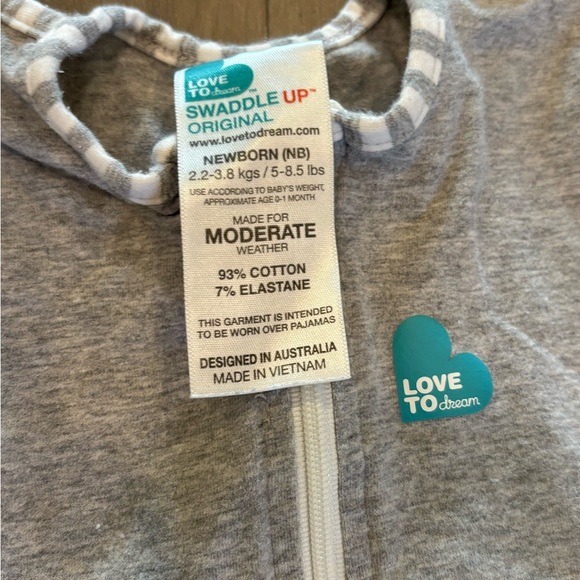 LOVE
TO dream™
SWADDLE UP™
ORIGINAL
www.lovetodream.com
NEWBORN (NB)
2.2-3.8 kgs / 5-8.5 lbs
USE ACCORDING TO BABY'S WEIGHT,
APPROXIMATE AGE 0-1 MONTH
MADE FOR
MODERATE
WEATHER
93% COTTON
7% ELASTANE
THIS GARMENT IS INTENDED
TO BE WORN OVER PAJAMAS
DESIGNED IN AUSTRALIA
MADE IN VIETNAM
LOVE
TO dream